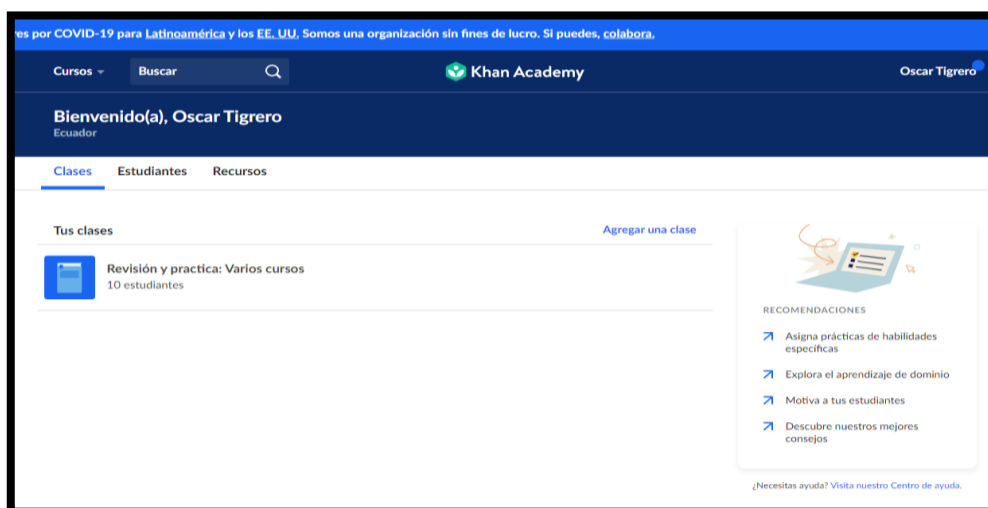 es por COVID-19 para Latinoamérica y los EE. UU. Somos una organización sin fines de lucro. Si puedes, colabora.
Cursos
Buscar
Khan Academy
Oscar Tigrero
Bienvenido(a), Oscar Tigrero
Ecuador
Clases
Estudiantes
Recursos
Tus clases
Agregar una clase
Revisión y practica: Varios cursos
10 estudiantes
RECOMENDACIONES
Asigna prácticas de habilidades
específicas
Explora el aprendizaje de dominio
Motiva a tus estudiantes
Descubre nuestros mejores
consejos
¿Necesitas ayuda? Visita nuestro Centro de ayuda.